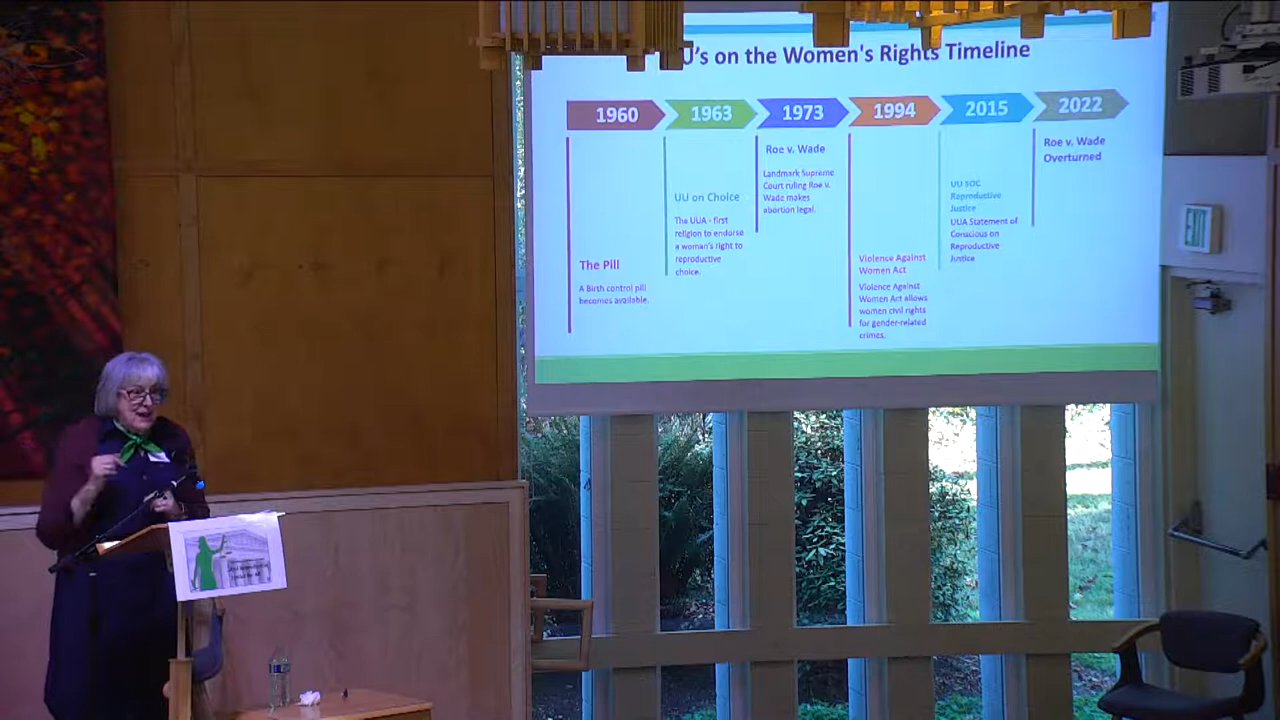 U's on the Women's Rights Timeline
1960
1963
1973
1994
2015
2022
The Pill
A Birth control pill
becomes available.
UU on Choice
The UUA - first
religion to endorse
a woman's right to
reproductive
choice.
Roe v. Wade
Landmark Supreme
Court ruling Roe v.
Wade makes
abortion legal.
Violence Against
Women Act
Violence Against
Women Act allows
women civil rights
for gender-related
crimes.
UU SOC
Reproductive
Justice
UUA Statement of
Conscious on
Reproductive
Justice
Roe v. Wade
Overturned